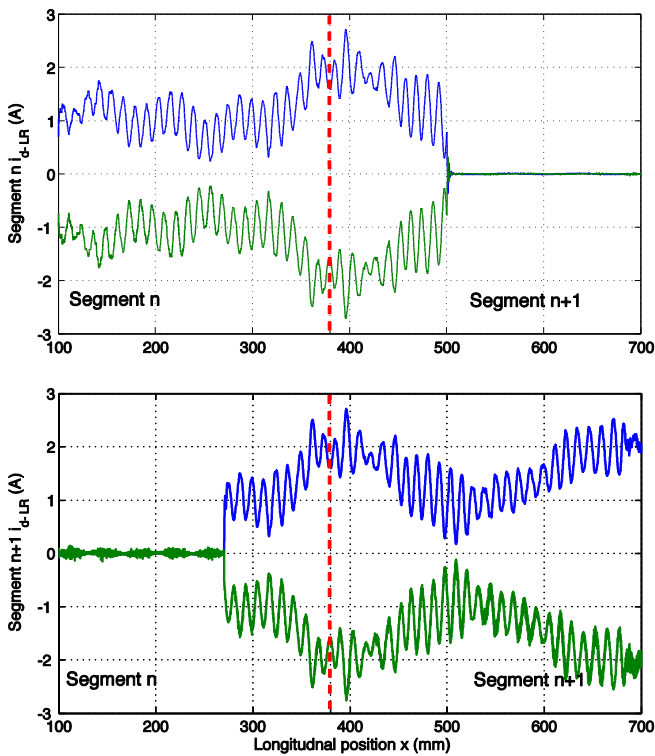 3
2
1
0
-1
-2
-3
Segment n i d-LR (A)
Segment n
Segment n+1
100 200 300 400 500 600 700
3
2
1
0
-1
-2
-3
Segment n+1 i d-LR (A)
Segment n
Segment n+1
100 200 300 400 500 600 700
Longitudnal position x (mm)